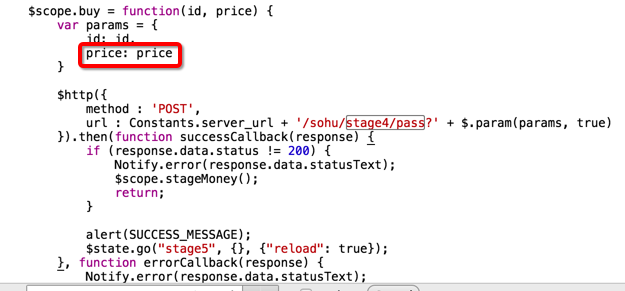 $scope.buy = function(id, price) {
var params = {
id: id,
price: price
}
$http({
method : 'POST',
url : Constants.server_url + '/sohu/stage4/pass?' + $.param(params, true)
}).then(function successCallback(response) {
if (response.data.status != 200) {
Notify.error(response.data.statusText);
$scope.stageMoney();
return;
}
alert(SUCCESS_MESSAGE);
$state.go("stage5", {}, {"reload": true});
}, function errorCallback(response) {
Notify.error(response.data.statusText);